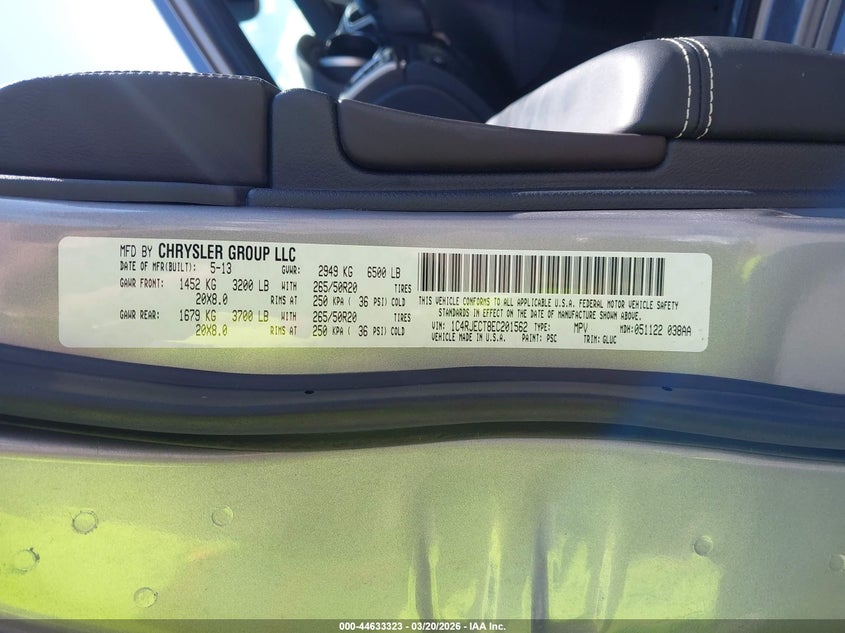 MFD BY CHRYSLER GROUP LLC
DATE OF MFR(BUILT): 5-13 GVWR: 2949 KG 6500 LB
GAWR FRONT: 1452 KG 3200 LB WITH 265/50R20 TIRES
20X8.0 RIMS AT 250 KPA ( 36 PSI) COLD
GAWR REAR: 1679 KG 3700 LB WITH 265/50R20 TIRES
20X8.0 RIMS AT 250 KPA ( 36 PSI) COLD
THIS VEHICLE CONFORMS TO ALL APPLICABLE U.S.A. FEDERAL MOTOR VEHICLE SAFETY
STANDARDS IN EFFECT ON THE DATE OF MANUFACTURE SHOWN ABOVE.
VIN: 1C4RJECT8EC201562 TYPE: MPV MDH: 051122 038AA
VEHICLE MADE IN U.S.A. PAINT: PSC TRIM: GLUC
000-44633323 - 03/20/2026 - IAA Inc.